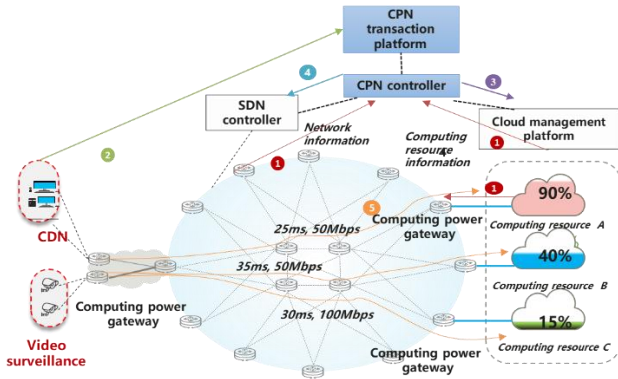 CPN
transaction
platform
4
CPN controller
3
SDN
controller
Cloud management
platform
2
Network
information
1
Computing
resource
information
1
5
1
90%
25ms, 50Mbps
Computing power
gateway
Computing resource A
CDN
40%
35ms, 50Mbps
Computing resource B
Computing power
gateway
30ms, 100Mbps
15%
Video
surveillance
Computing power
gateway
Computing resource C